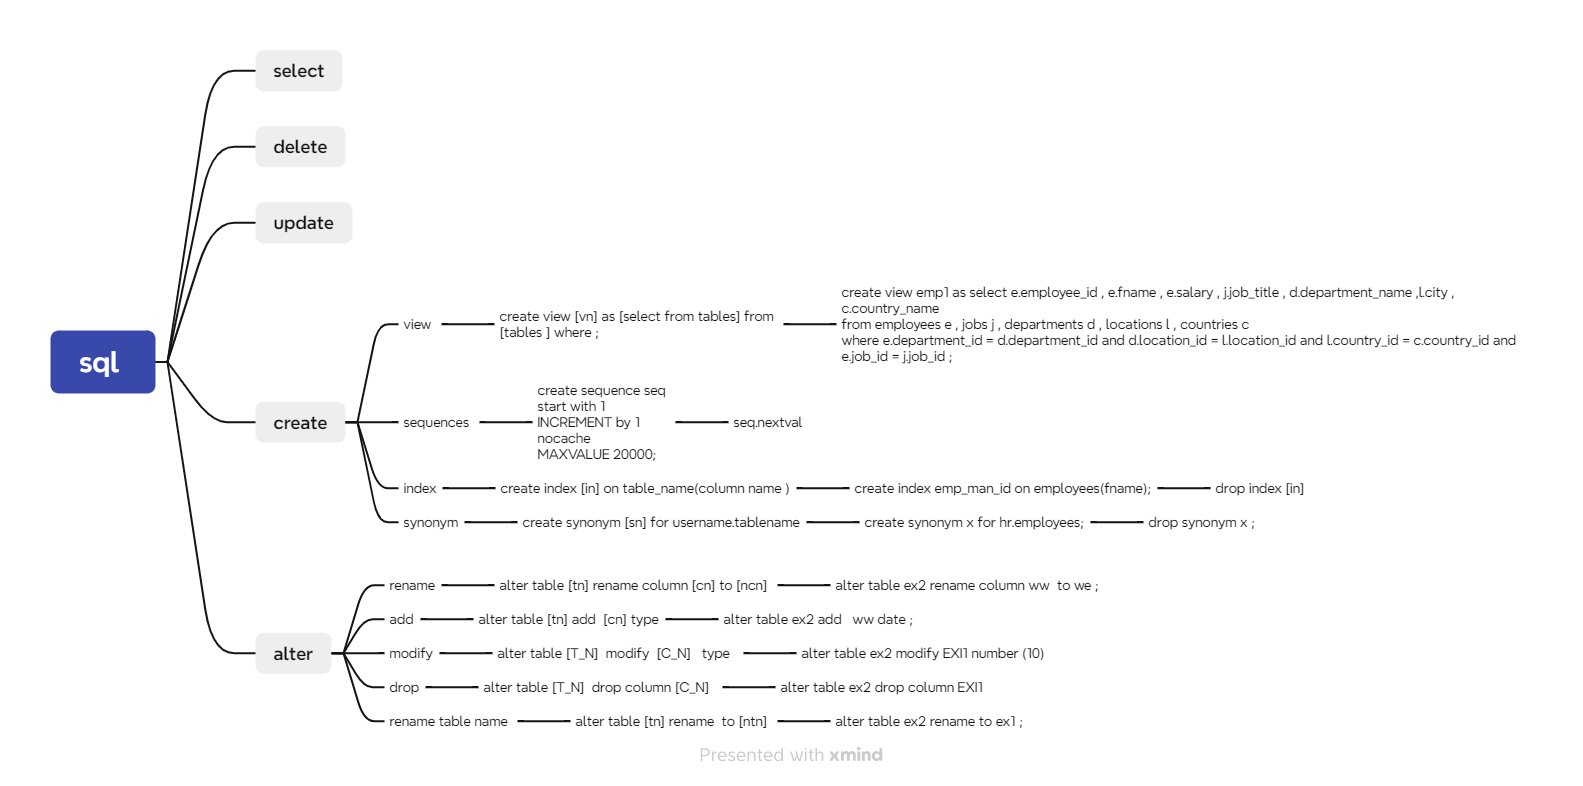 select
delete
update
sql
create
view
create view [vn] as [select from tables] from
[tables ] where ;
create view emp1 as select e.employee_id , e.fname , e.salary , j.job_title , d.department_name ,l.city ,
c.country_name
from employees e , jobs j , departments d , locations l , countries c
where e.department_id = d.department_id and d.location_id = l.location_id and l.country_id = c.country_id and
e.job_id = j.job_id ;
sequences
create sequence seq
start with 1
INCREMENT by 1
nocache
MAXVALUE 20000;
seq.nextval
index
create index [in] on table_name(column name )
create index emp_man_id on employees(fname);
drop index [in]
synonym
create synonym [sn] for username.tablename
create synonym x for hr.employees;
drop synonym x ;
alter
rename
alter table [tn] rename column [cn] to [ncn]
alter table ex2 rename column ww  to we ;
add
alter table [tn] add  [cn] type
alter table ex2 add   ww date ;
modify
alter table [T_N]  modify  [C_N]   type
alter table ex2 modify EXI1 number (10)
drop
alter table [T_N]  drop column [C_N]
alter table ex2 drop column EXI1
rename table name
alter table [tn] rename  to [ntn]
alter table ex2 rename to ex1 ;
Presented with xmind